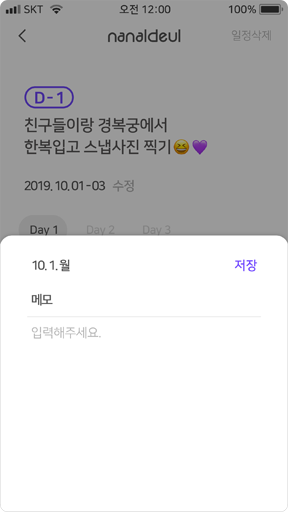 SKT 오전 12:00 100%
nanaldeul 일정삭제
D-1
친구들이랑 경복궁에서
한복입고 스냅사진 찍기😆💜
2019.10.01-03 수정
Day 1 Day 2 Day 3
10. 1. 월 저장
메모
입력해주세요.